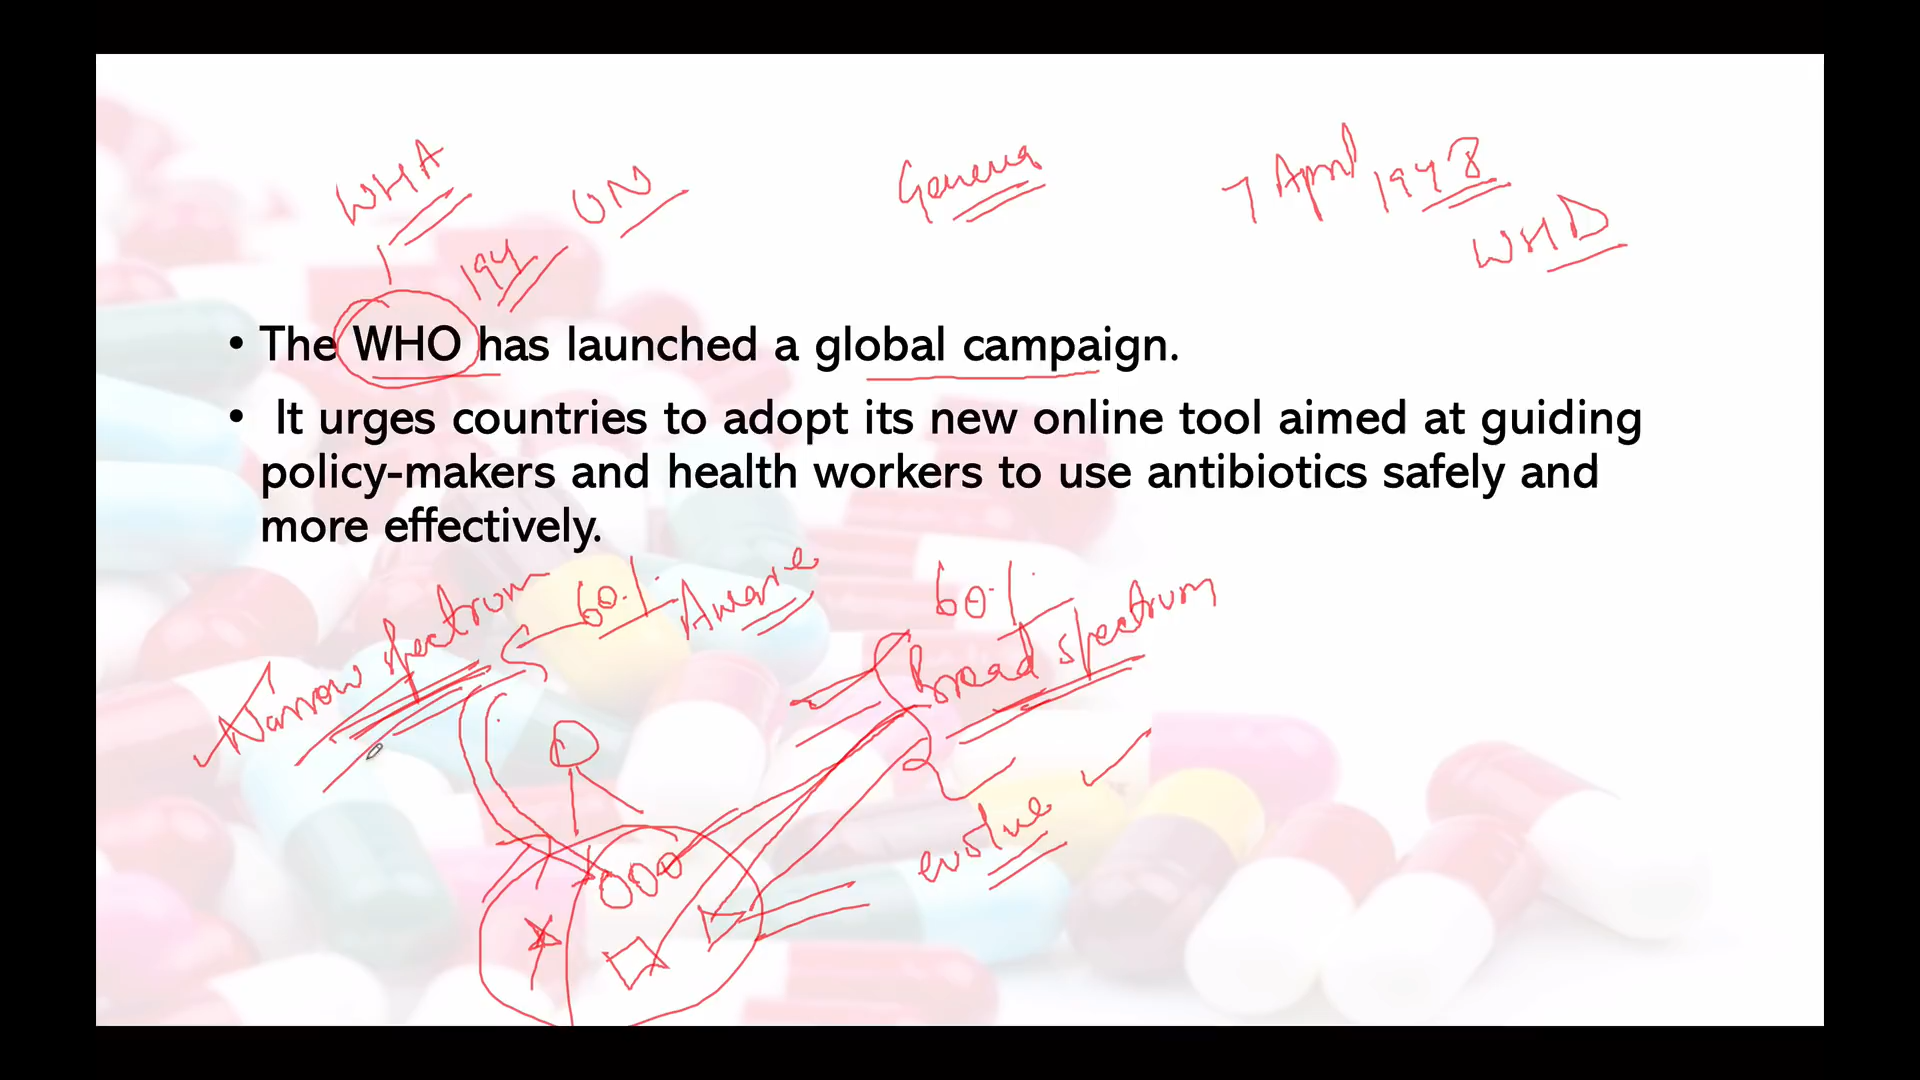 WHA UN Geneva 7 April 1948
194 WHD
• The WHO has launched a global campaign.
• It urges countries to adopt its new online tool aimed at guiding
policy-makers and health workers to use antibiotics safely and
more effectively.
Narrow spectrum 60% Aware 60%
Broad spectrum
evolue